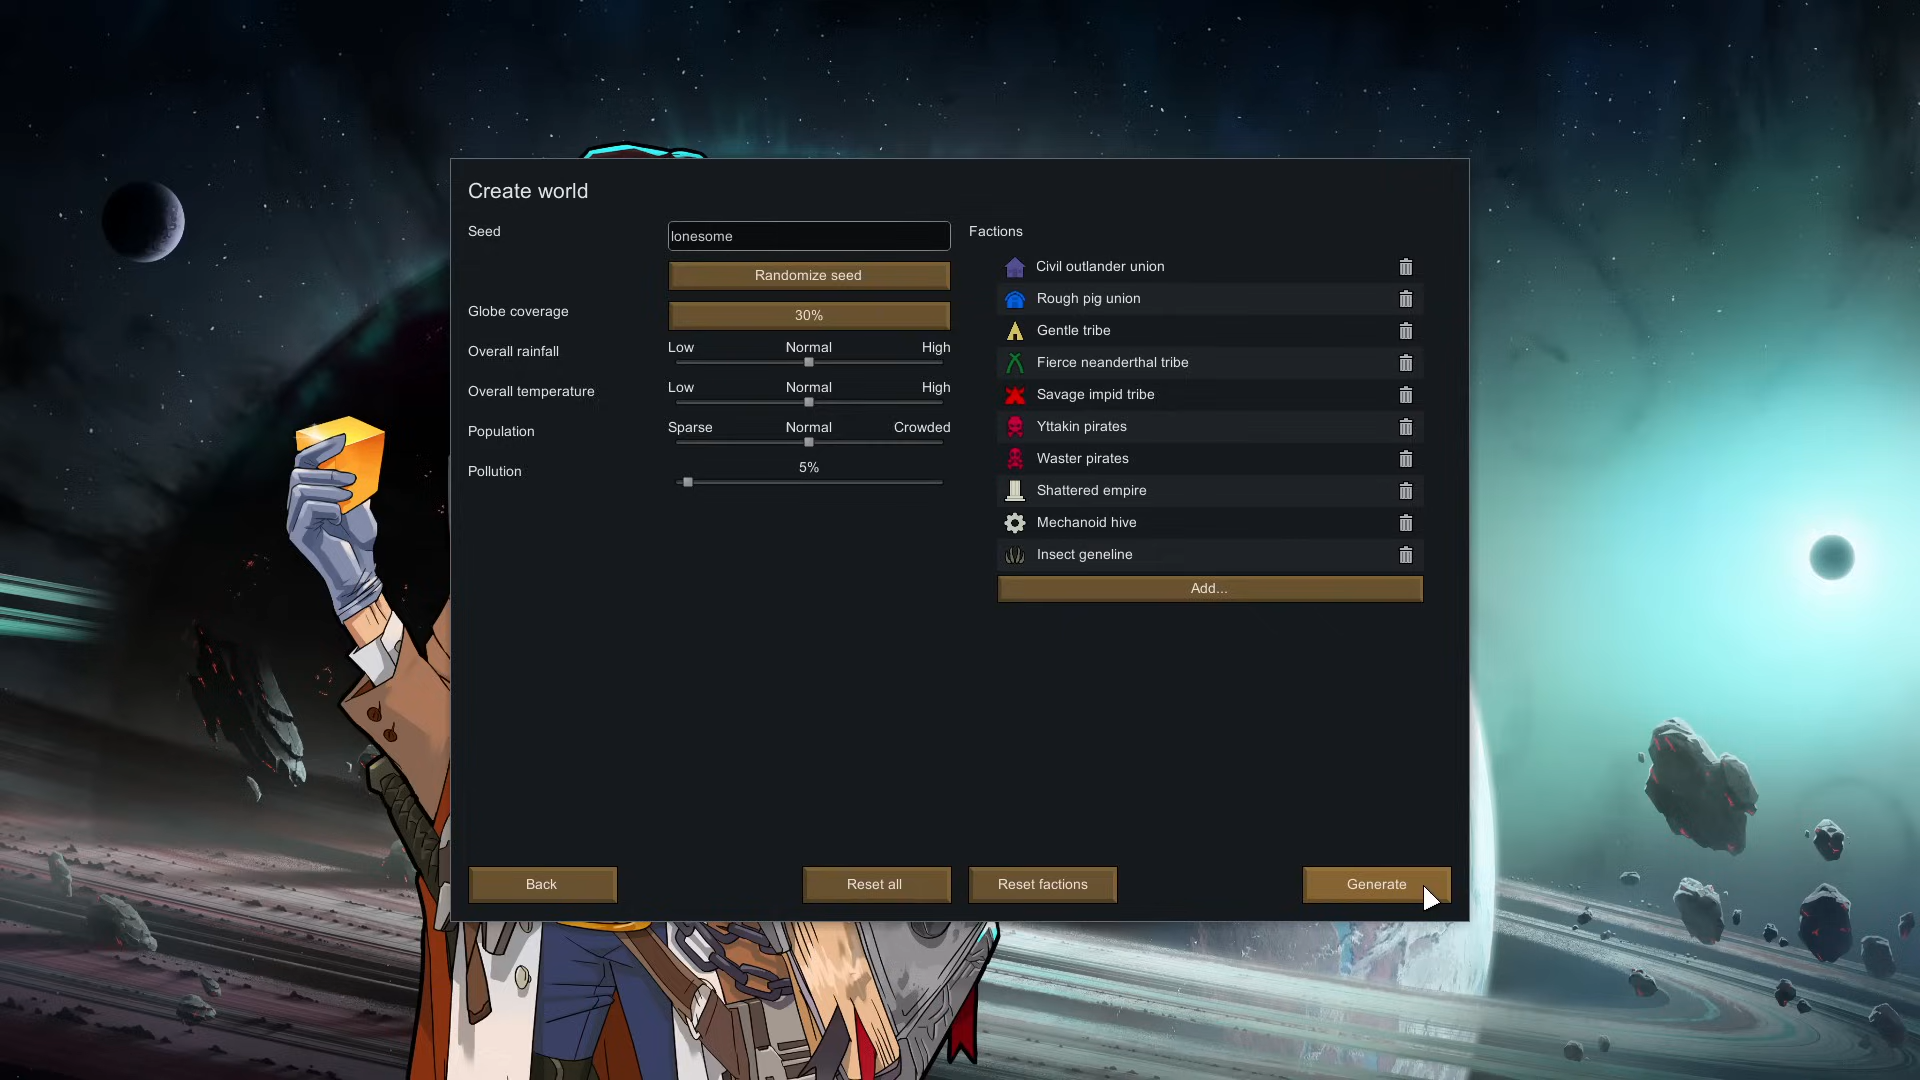 Create world
Seed
lonesome
Randomize seed
Globe coverage
30%
Overall rainfall
Low Normal High
Overall temperature
Low Normal High
Population
Sparse Normal Crowded
Pollution
5%
Factions
Civil outlander union
Rough pig union
Gentle tribe
Fierce neanderthal tribe
Savage impid tribe
Yttakin pirates
Waster pirates
Shattered empire
Mechanoid hive
Insect geneline
Add...
Back
Reset all
Reset factions
Generate